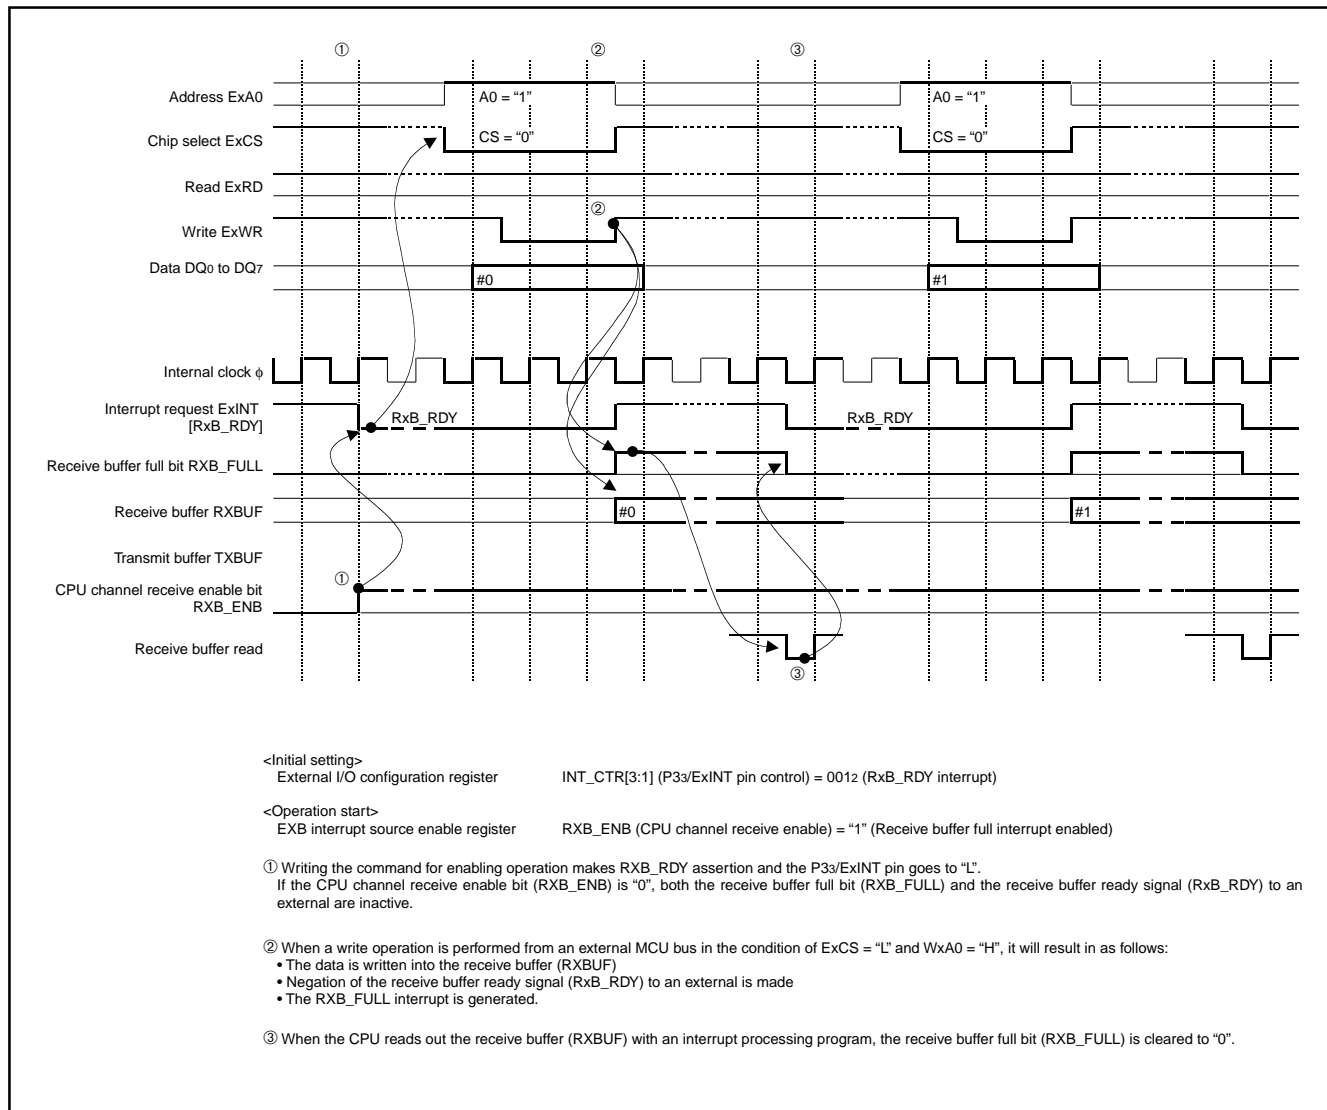 ① ② ③
Address ExA0
A0 = “1” A0 = “1”
Chip select ExCS
CS = “0” CS = “0”
Read ExRD
②
Write ExWR
Data DQ0 to DQ7
#0 #1
Internal clock ϕ
Interrupt request ExINT
[RxB_RDY]
RxB_RDY RxB_RDY
Receive buffer full bit RXB_FULL
Receive buffer RXBUF
#0 #1
Transmit buffer TXBUF
①
CPU channel receive enable bit
RXB_ENB
Receive buffer read
③
<Initial setting>
External I/O configuration register INT_CTR[3:1] (P33/ExINT pin control) = 0012 (RxB_RDY interrupt)
<Operation start>
EXB interrupt source enable register RXB_ENB (CPU channel receive enable) = “1” (Receive buffer full interrupt enabled)
① Writing the command for enabling operation makes RXB_RDY assertion and the P33/ExINT pin goes to “L”.
If the CPU channel receive enable bit (RXB_ENB) is “0”, both the receive buffer full bit (RXB_FULL) and the receive buffer ready signal (RxB_RDY) to an
external are inactive.
② When a write operation is performed from an external MCU bus in the condition of ExCS = “L” and WxA0 = “H”, it will result in as follows:
• The data is written into the receive buffer (RXBUF)
• Negation of the receive buffer ready signal (RxB_RDY) to an external is made
• The RXB_FULL interrupt is generated.
③ When the CPU reads out the receive buffer (RXBUF) with an interrupt processing program, the receive buffer full bit (RXB_FULL) is cleared to “0”.